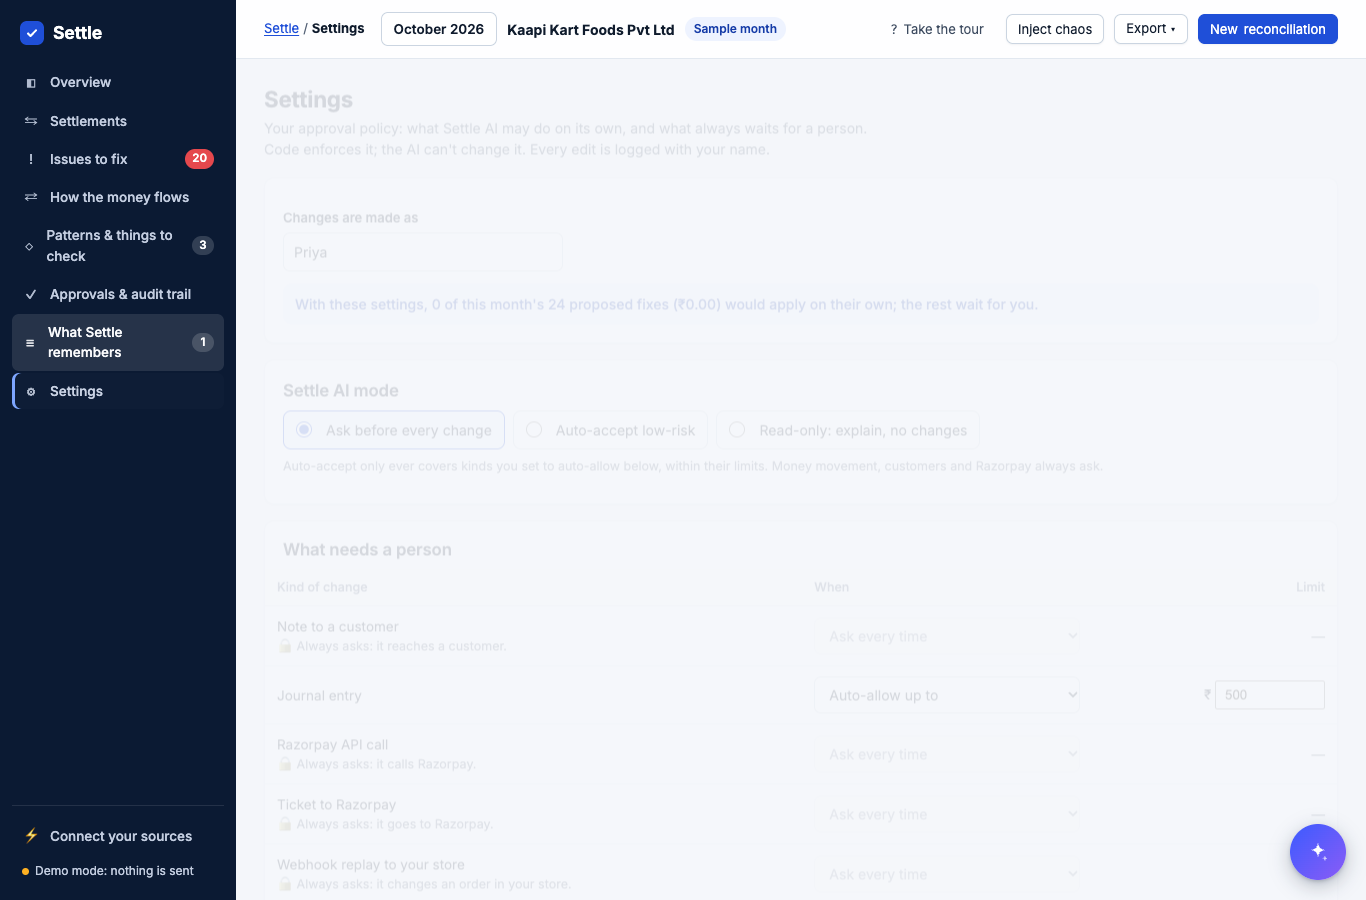 Settle
Overview
Settlements
Issues to fix 20
How the money flows
Patterns & things to
check 3
Approvals & audit trail
What Settle
remembers 1
Settings
Connect your sources
Demo mode: nothing is sent
Settle / Settings October 2026 Kaapi Kart Foods Pvt Ltd Sample month ? Take the tour Inject chaos Export New reconciliation
Settings
Your approval policy: what Settle AI may do on its own, and what always waits for a person.
Code enforces it; the AI can't change it. Every edit is logged with your name.
Changes are made as
Priya
With these settings, 0 of this month's 24 proposed fixes (₹0.00) would apply on their own; the rest wait for you.
Settle AI mode
Ask before every change Auto-accept low-risk Read-only: explain, no changes
Auto-accept only ever covers kinds you set to auto-allow below, within their limits. Money movement, customers and Razorpay always ask.
What needs a person
Kind of change When Limit
Note to a customer Ask every time —
Always asks: it reaches a customer.
Journal entry Auto-allow up to ₹ 500
Razorpay API call Ask every time —
Always asks: it calls Razorpay.
Ticket to Razorpay Ask every time —
Always asks: it goes to Razorpay.
Webhook replay to your store Ask every time
Always asks: it changes an order in your store.